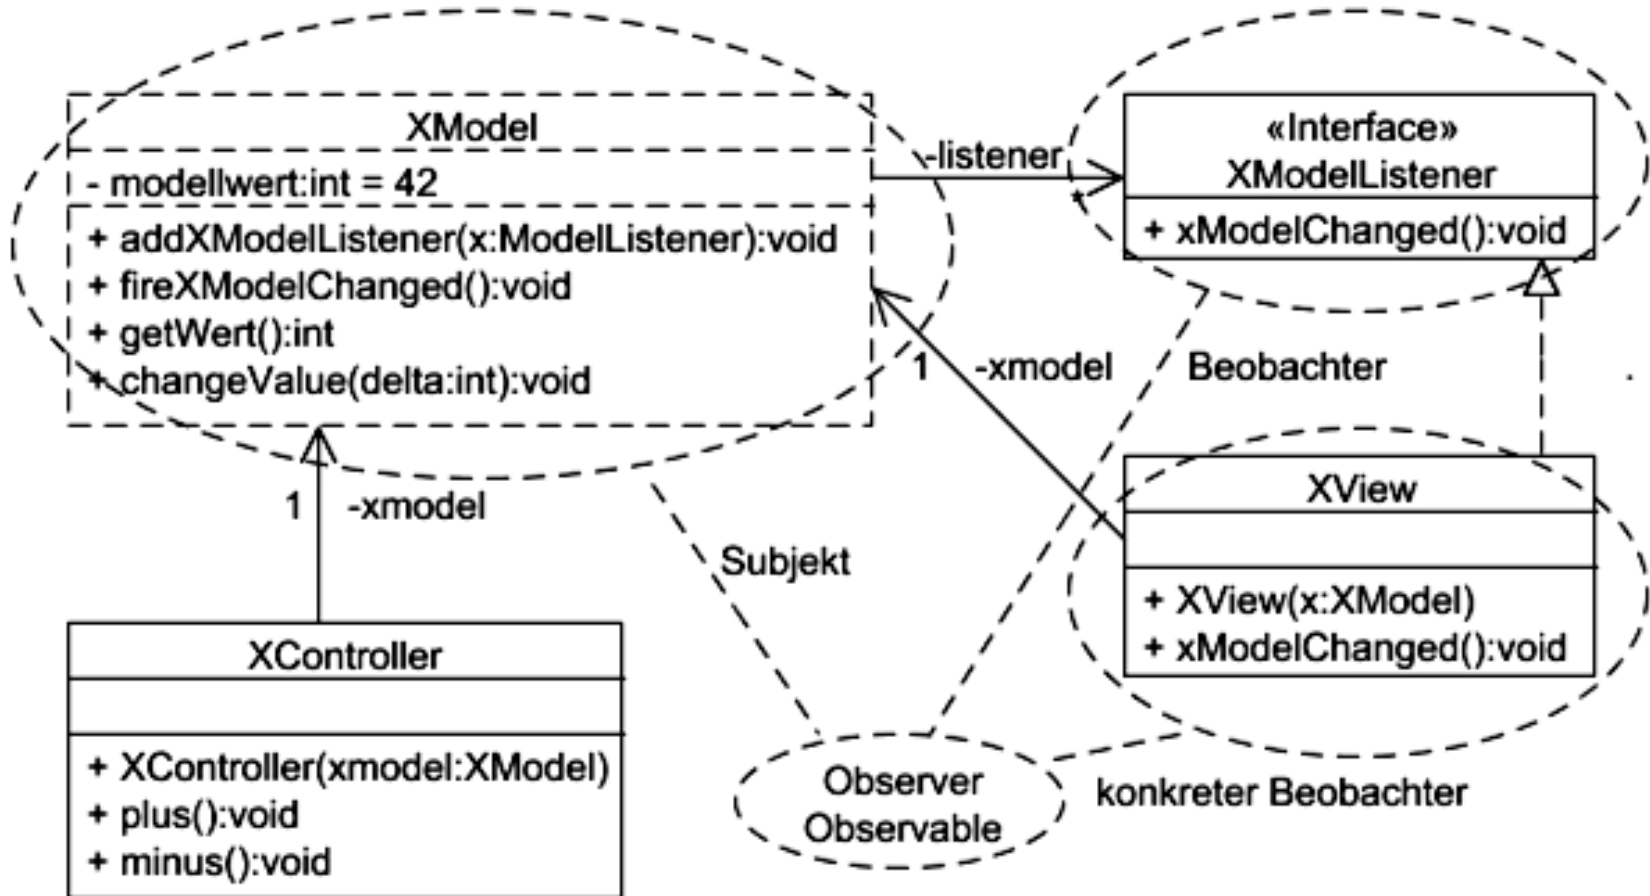 XModel
- modellwert:int = 42
+ addXModelListener(x:ModelListener):void
+ fireXModelChanged():void
+ getWert():int
+ changeValue(delta:int):void
-listener
*
«Interface»
XModelListener
+ xModelChanged():void
1 -xmodel
Beobachter
1 -xmodel
Subjekt
XView
+ XView(x:XModel)
+ xModelChanged():void
XController
+ XController(xmodel:XModel)
+ plus():void
+ minus():void
Observer
Observable
konkreter Beobachter